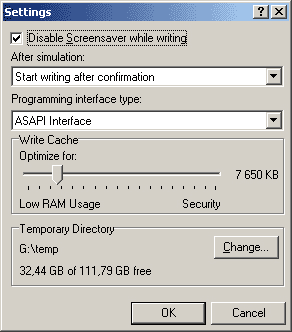 Settings
Disable Screensaver while writing
After simulation:
Start writing after confirmation
Programming interface type:
ASAPI Interface
Write Cache
Optimize for:
7 650 KB
Low RAM Usage Security
Temporary Directory
G:\temp
Change...
32,44 GB of 111,79 GB free
OK Cancel